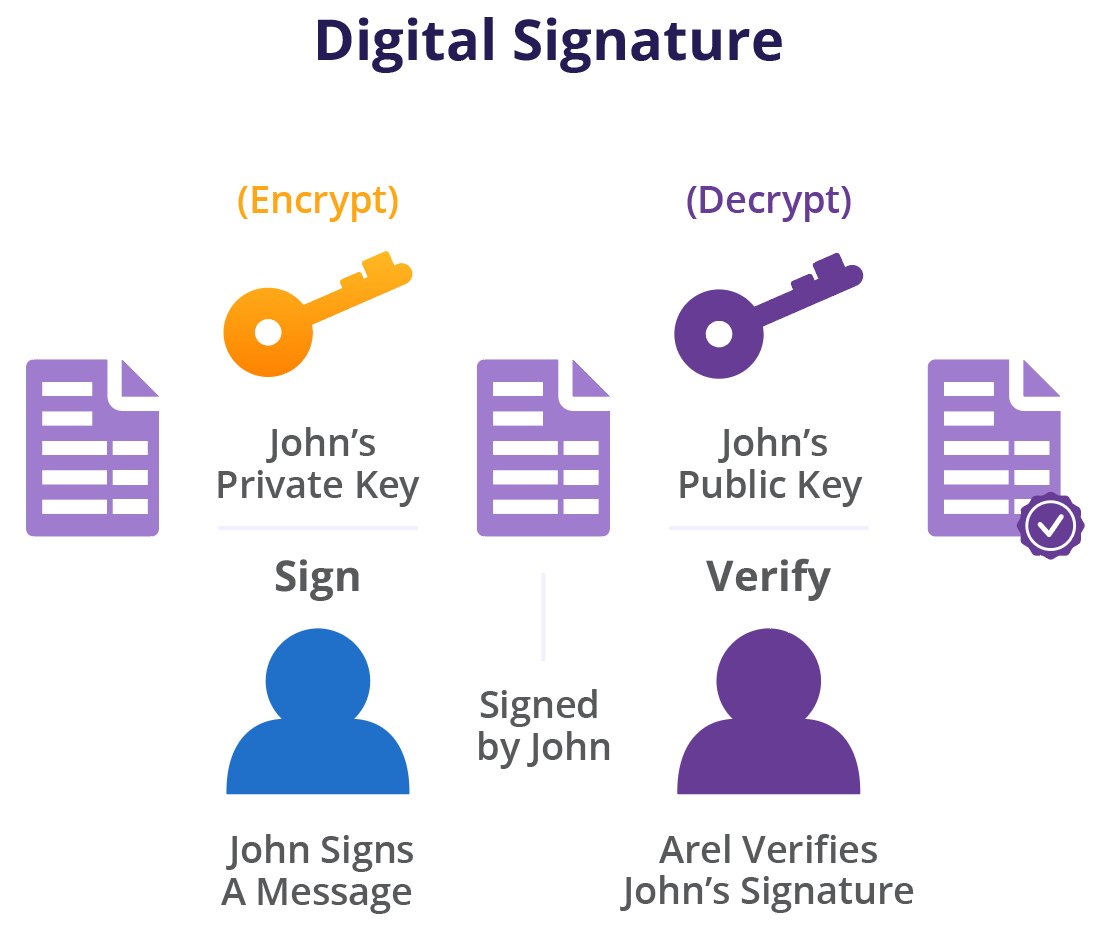 Digital Signature
(Encrypt)
(Decrypt)
John’s
Private Key
John’s
Public Key
Sign
Verify
Signed
by John
John Signs
A Message
Arel Verifies
John’s Signature